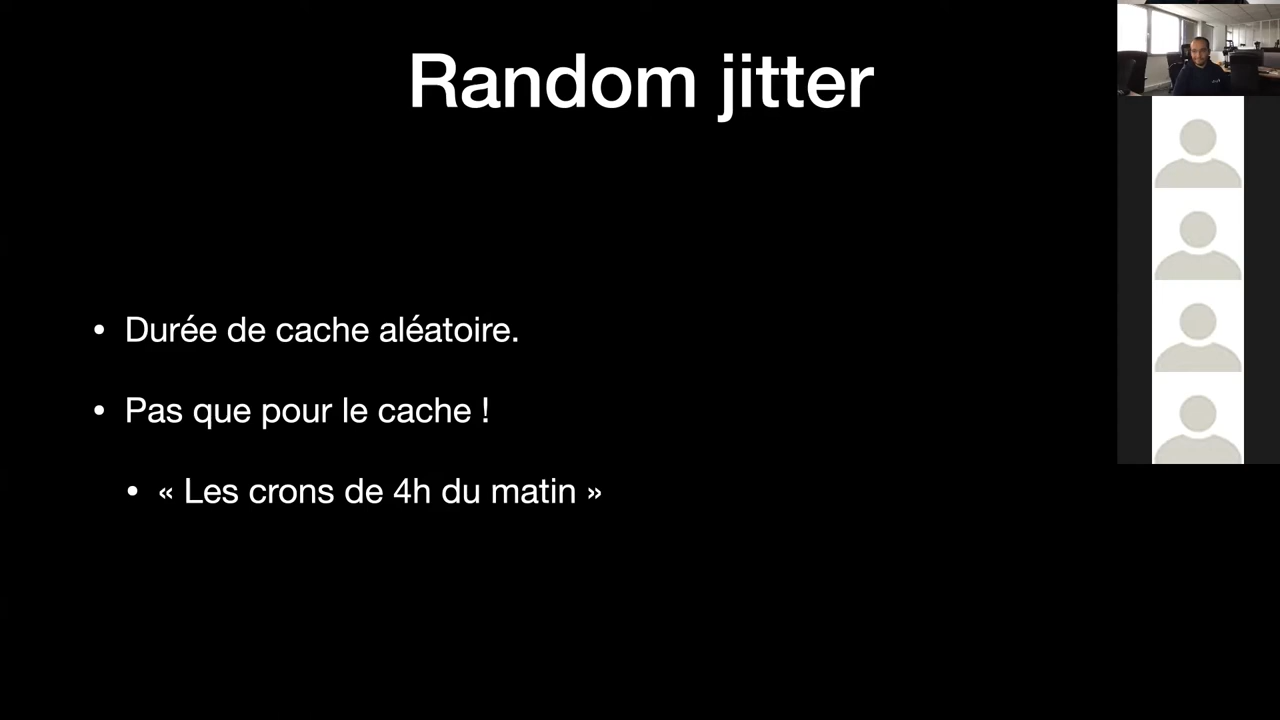 Random jitter
• Durée de cache aléatoire.
• Pas que pour le cache !
• « Les crons de 4h du matin »